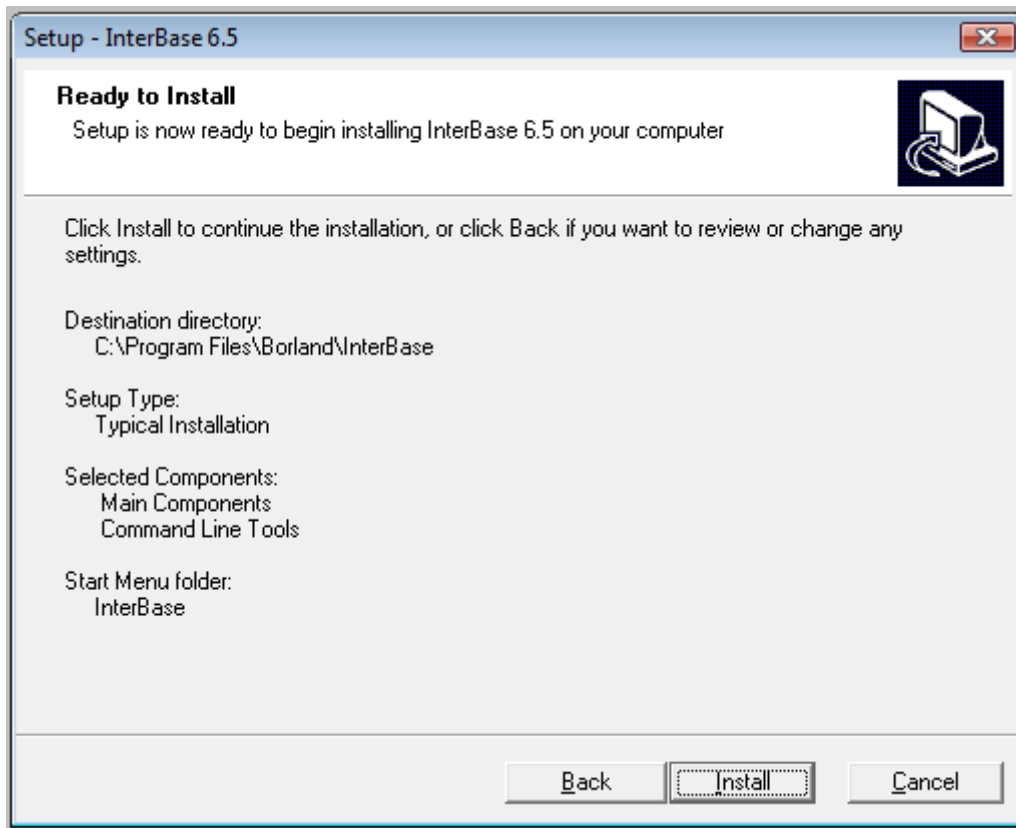 Setup - InterBase 6.5
Ready to Install
Setup is now ready to begin installing InterBase 6.5 on your computer
Click Install to continue the installation, or click Back if you want to review or change any
settings.
Destination directory:
C:\Program Files\Borland\InterBase
Setup Type:
Typical Installation
Selected Components:
Main Components
Command Line Tools
Start Menu folder:
InterBase
Back Install Cancel